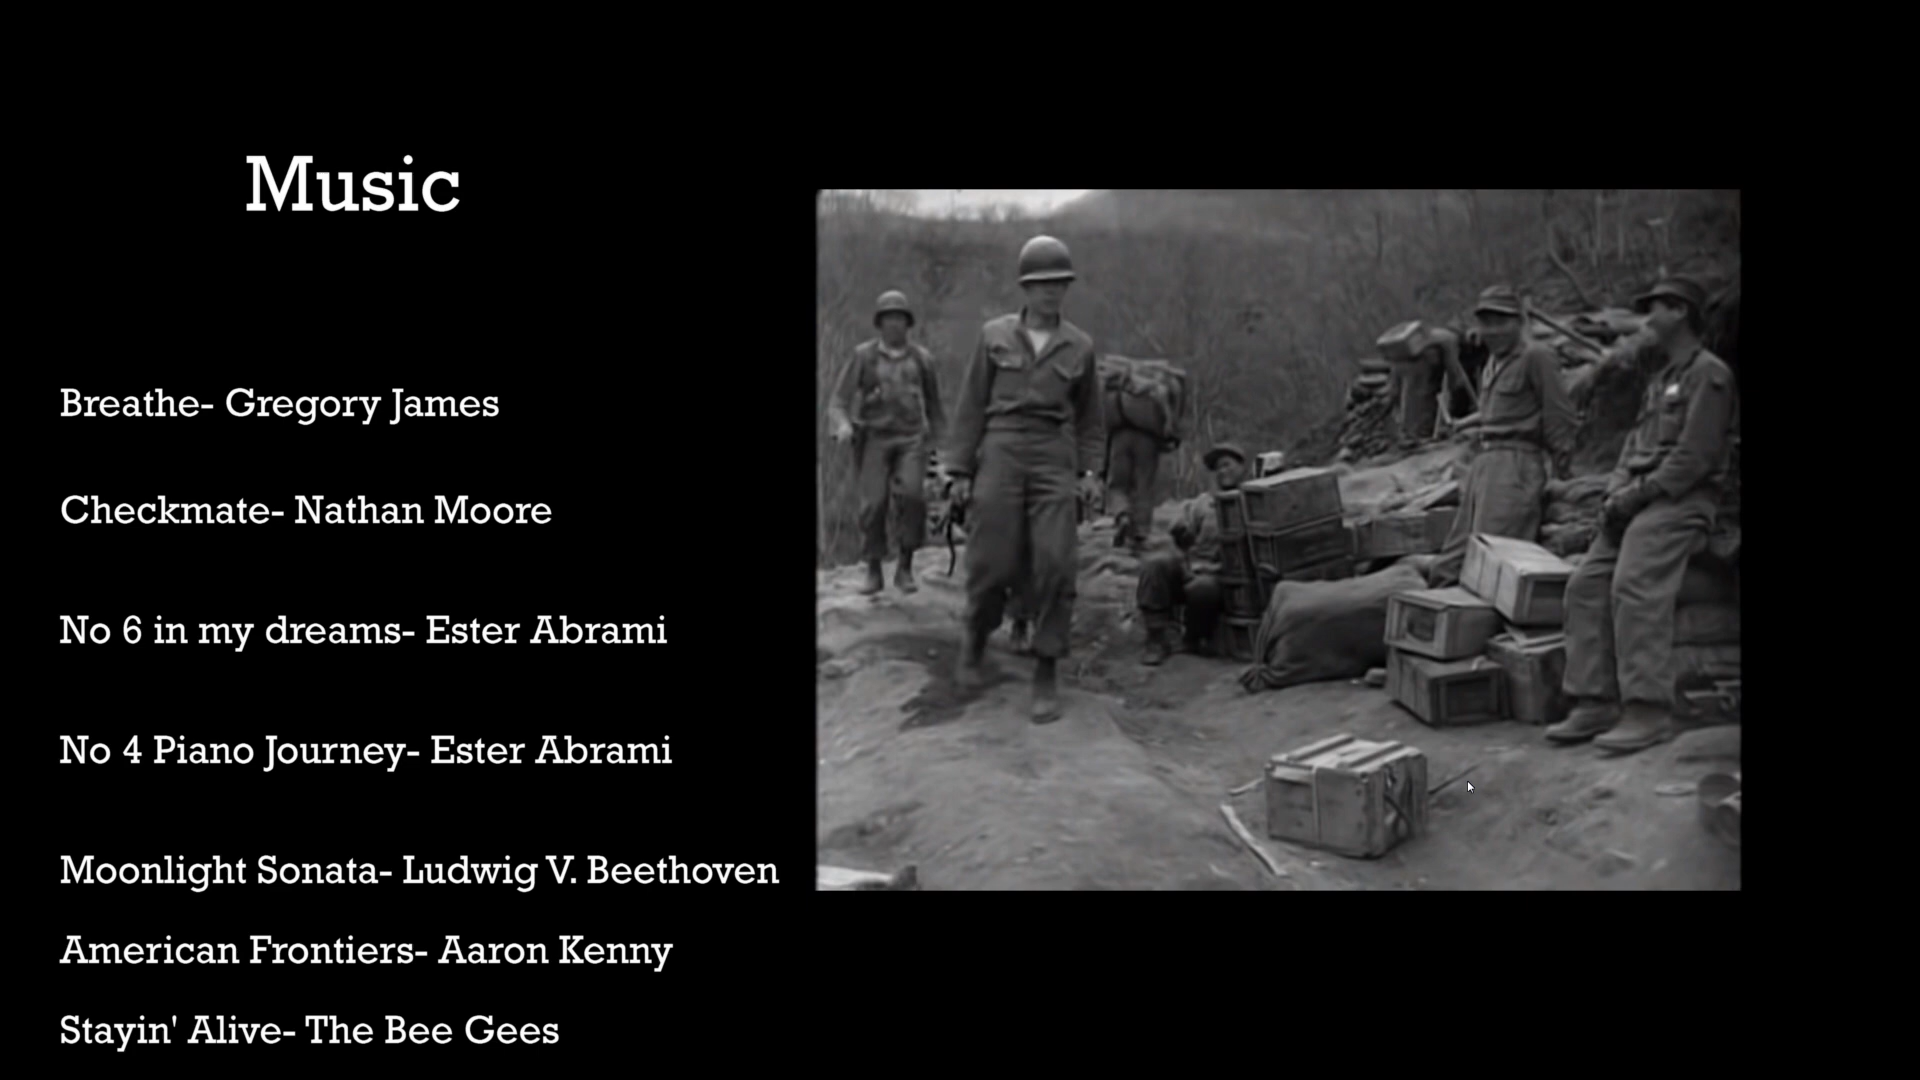 Music
Breathe- Gregory James
Checkmate- Nathan Moore
No 6 in my dreams- Ester Abrami
No 4 Piano Journey- Ester Abrami
Moonlight Sonata- Ludwig V. Beethoven
American Frontiers- Aaron Kenny
Stayin' Alive- The Bee Gees